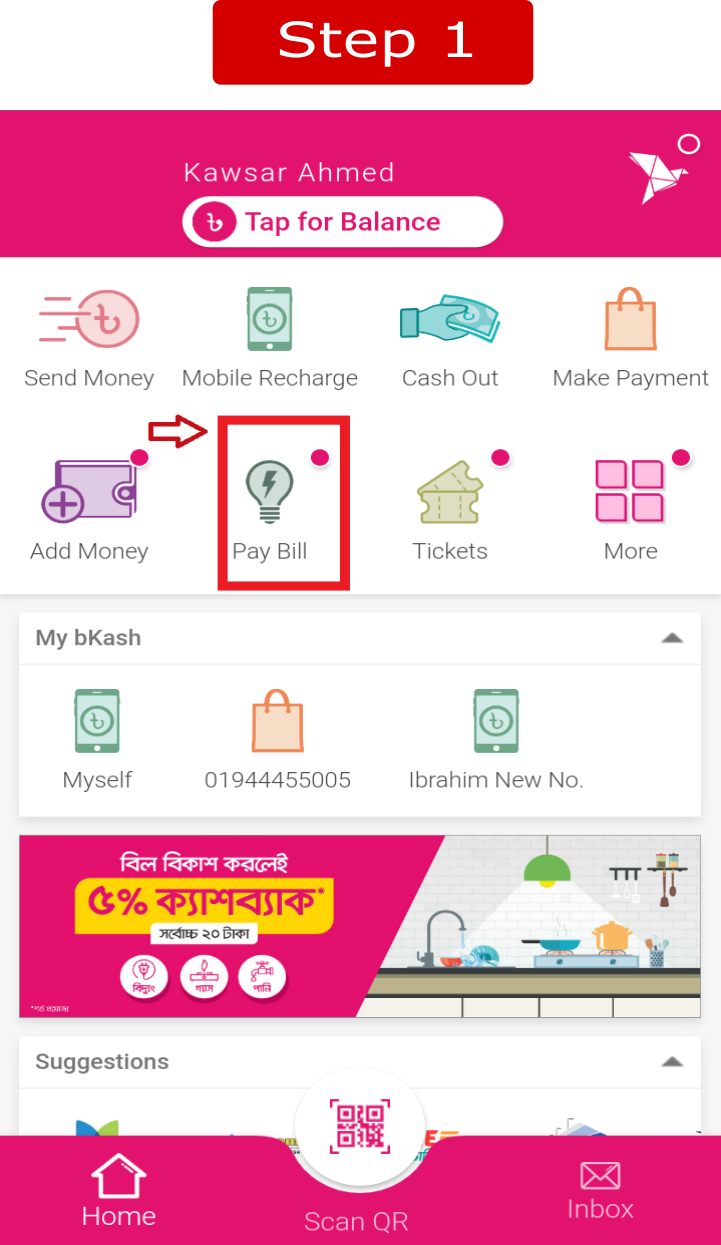 Step 1
Kawsar Ahmed
Tap for Balance
Send Money Mobile Recharge Cash Out Make Payment
Add Money Pay Bill Tickets More
My bKash
Myself 01944455005 Ibrahim New No.
বিল বিকাশ করলেই
৫% ক্যাশব্যাক*
সর্বোচ্চ ২০ টাকা
বিদ্যুৎ গ্যাস পানি
*শর্ত প্রযোজ্য
Suggestions
Home Scan QR Inbox